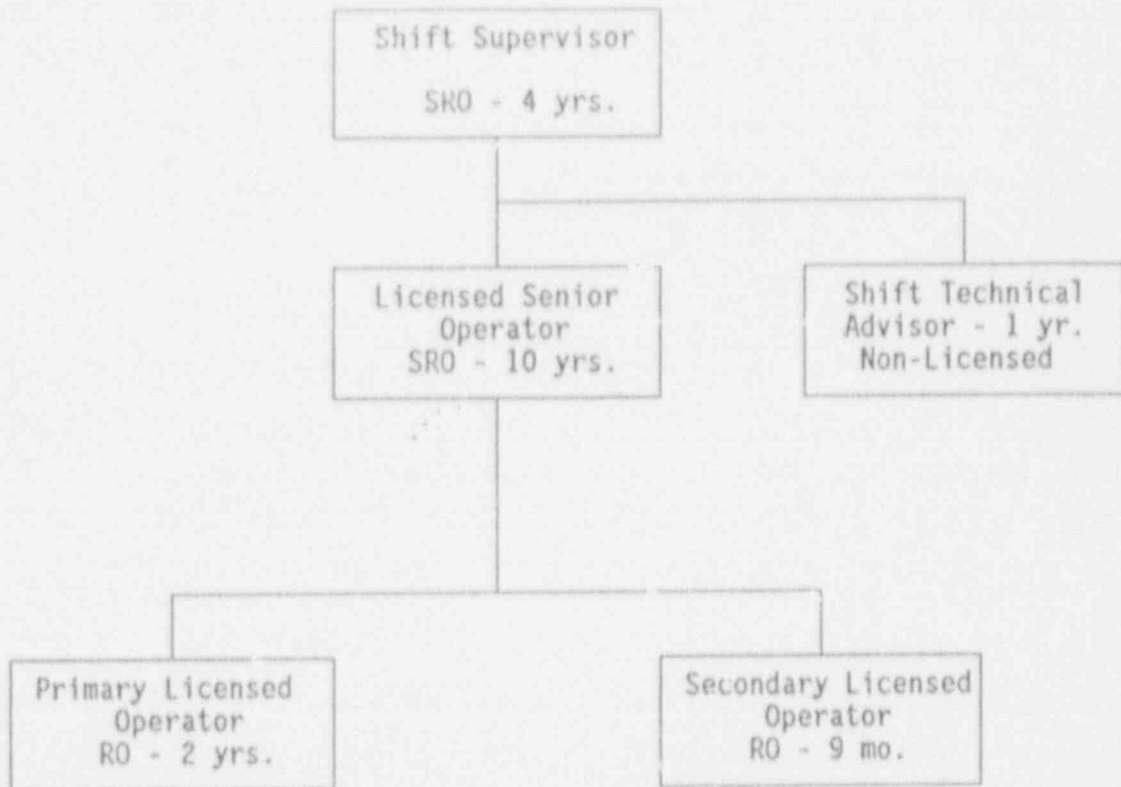 Shift Supervisor
SRO - 4 yrs.
Licensed Senior
Operator
SRO - 10 yrs.
Shift Technical
Advisor - 1 yr.
Non-Licensed
Primary Licensed
Operator
RO - 2 yrs.
Secondary Licensed
Operator
RO - 9 mo.